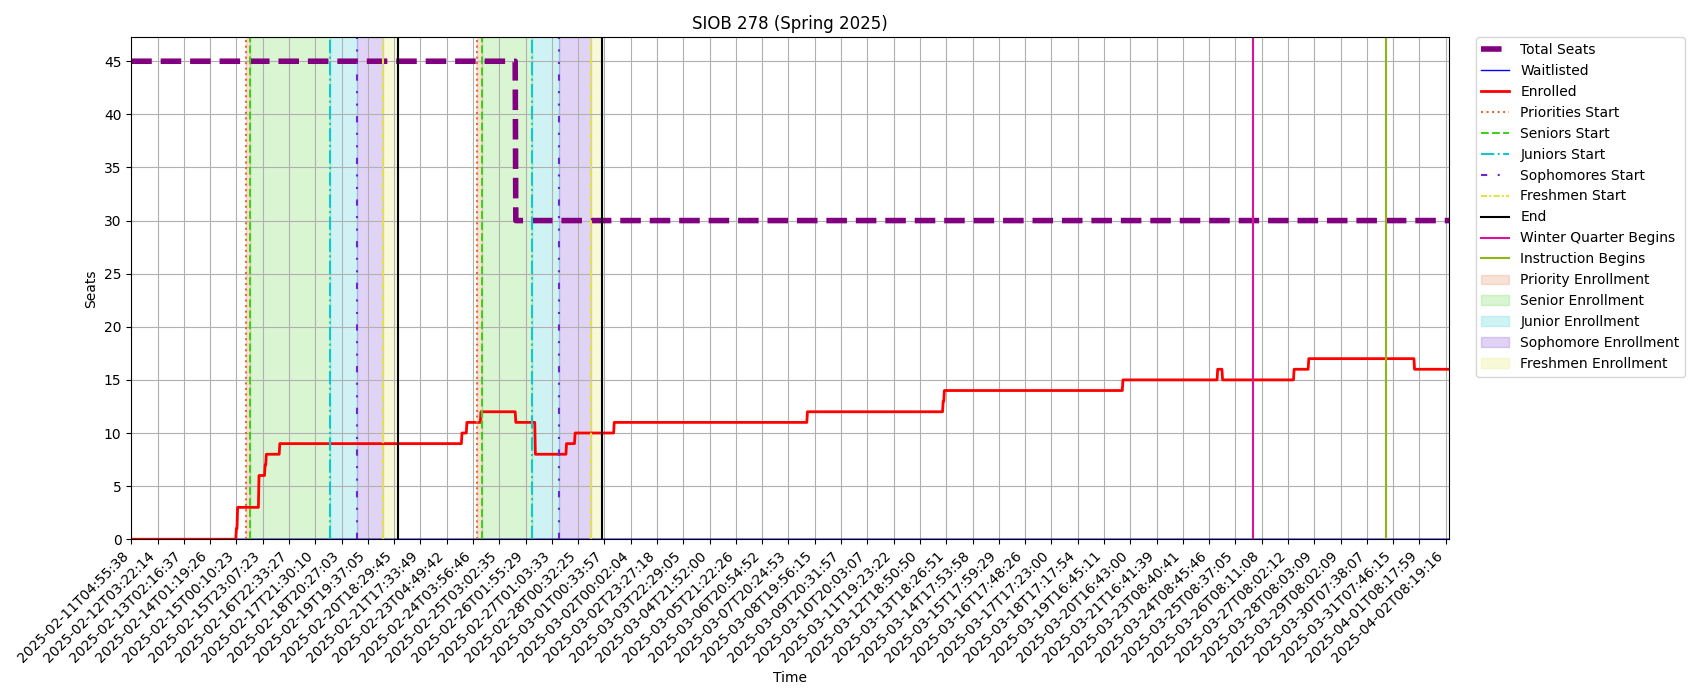 SIOB 278 (Spring 2025)
Seats
45
40
35
30
25
20
15
10
5
0
2025-02-11T04:55:38
2025-02-12T03:22:14
2025-02-13T02:16:37
2025-02-14T01:19:26
2025-02-15T00:10:23
2025-02-15T23:07:23
2025-02-16T22:33:27
2025-02-17T21:30:10
2025-02-18T20:27:03
2025-02-19T19:37:05
2025-02-20T18:29:45
2025-02-21T17:33:49
2025-02-23T04:49:42
2025-02-24T03:56:46
2025-02-25T03:02:35
2025-02-26T01:55:29
2025-02-27T01:03:33
2025-02-28T00:32:25
2025-03-01T00:33:57
2025-03-02T00:02:04
2025-03-02T23:27:18
2025-03-03T22:29:05
2025-03-04T21:52:00
2025-03-05T21:22:26
2025-03-06T20:54:52
2025-03-07T20:24:53
2025-03-08T19:56:15
2025-03-09T20:31:57
2025-03-10T20:03:07
2025-03-11T19:23:22
2025-03-12T18:50:50
2025-03-13T18:26:51
2025-03-14T17:53:58
2025-03-15T17:59:29
2025-03-16T17:48:26
2025-03-17T17:23:00
2025-03-18T17:17:54
2025-03-19T16:45:11
2025-03-20T16:43:00
2025-03-21T16:41:39
2025-03-23T08:40:41
2025-03-24T08:45:46
2025-03-25T08:37:05
2025-03-26T08:11:08
2025-03-27T08:02:12
2025-03-28T08:03:09
2025-03-29T08:02:09
2025-03-30T07:38:07
2025-03-31T07:46:15
2025-04-01T08:17:59
2025-04-02T08:19:16
Time
Total Seats
Waitlisted
Enrolled
Priorities Start
Seniors Start
Juniors Start
Sophomores Start
Freshmen Start
End
Winter Quarter Begins
Instruction Begins
Priority Enrollment
Senior Enrollment
Junior Enrollment
Sophomore Enrollment
Freshmen Enrollment